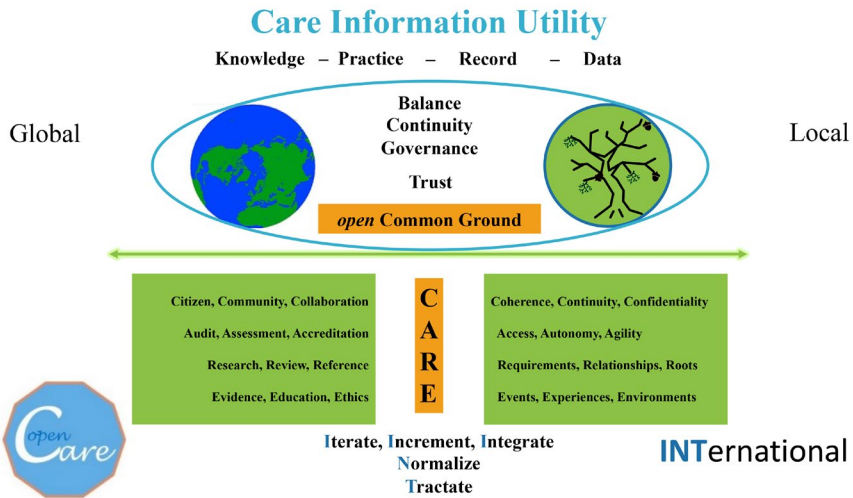 Care Information Utility
Knowledge – Practice – Record – Data
Balance
Continuity
Governance
Global
Local
Trust
open Common Ground
Citizen, Community, Collaboration
Audit, Assessment, Accreditation
Research, Review, Reference
Evidence, Education, Ethics
C
A
R
E
Coherence, Continuity, Confidentiality
Access, Autonomy, Agility
Requirements, Relationships, Roots
Events, Experiences, Environments
open
Care
Iterate, Increment, Integrate
Normalize
Tractate
INTernational